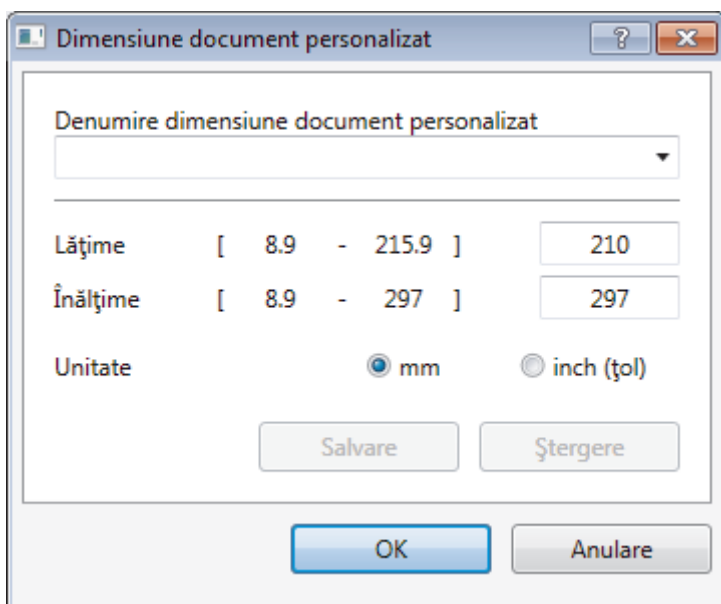 Dimensiune document personalizat
Denumire dimensiune document personalizat
Lăţime [ 8.9 - 215.9 ] 210
Înălţime [ 8.9 - 297 ] 297
Unitate mm inch (ţol)
Salvare Ştergere
OK Anulare